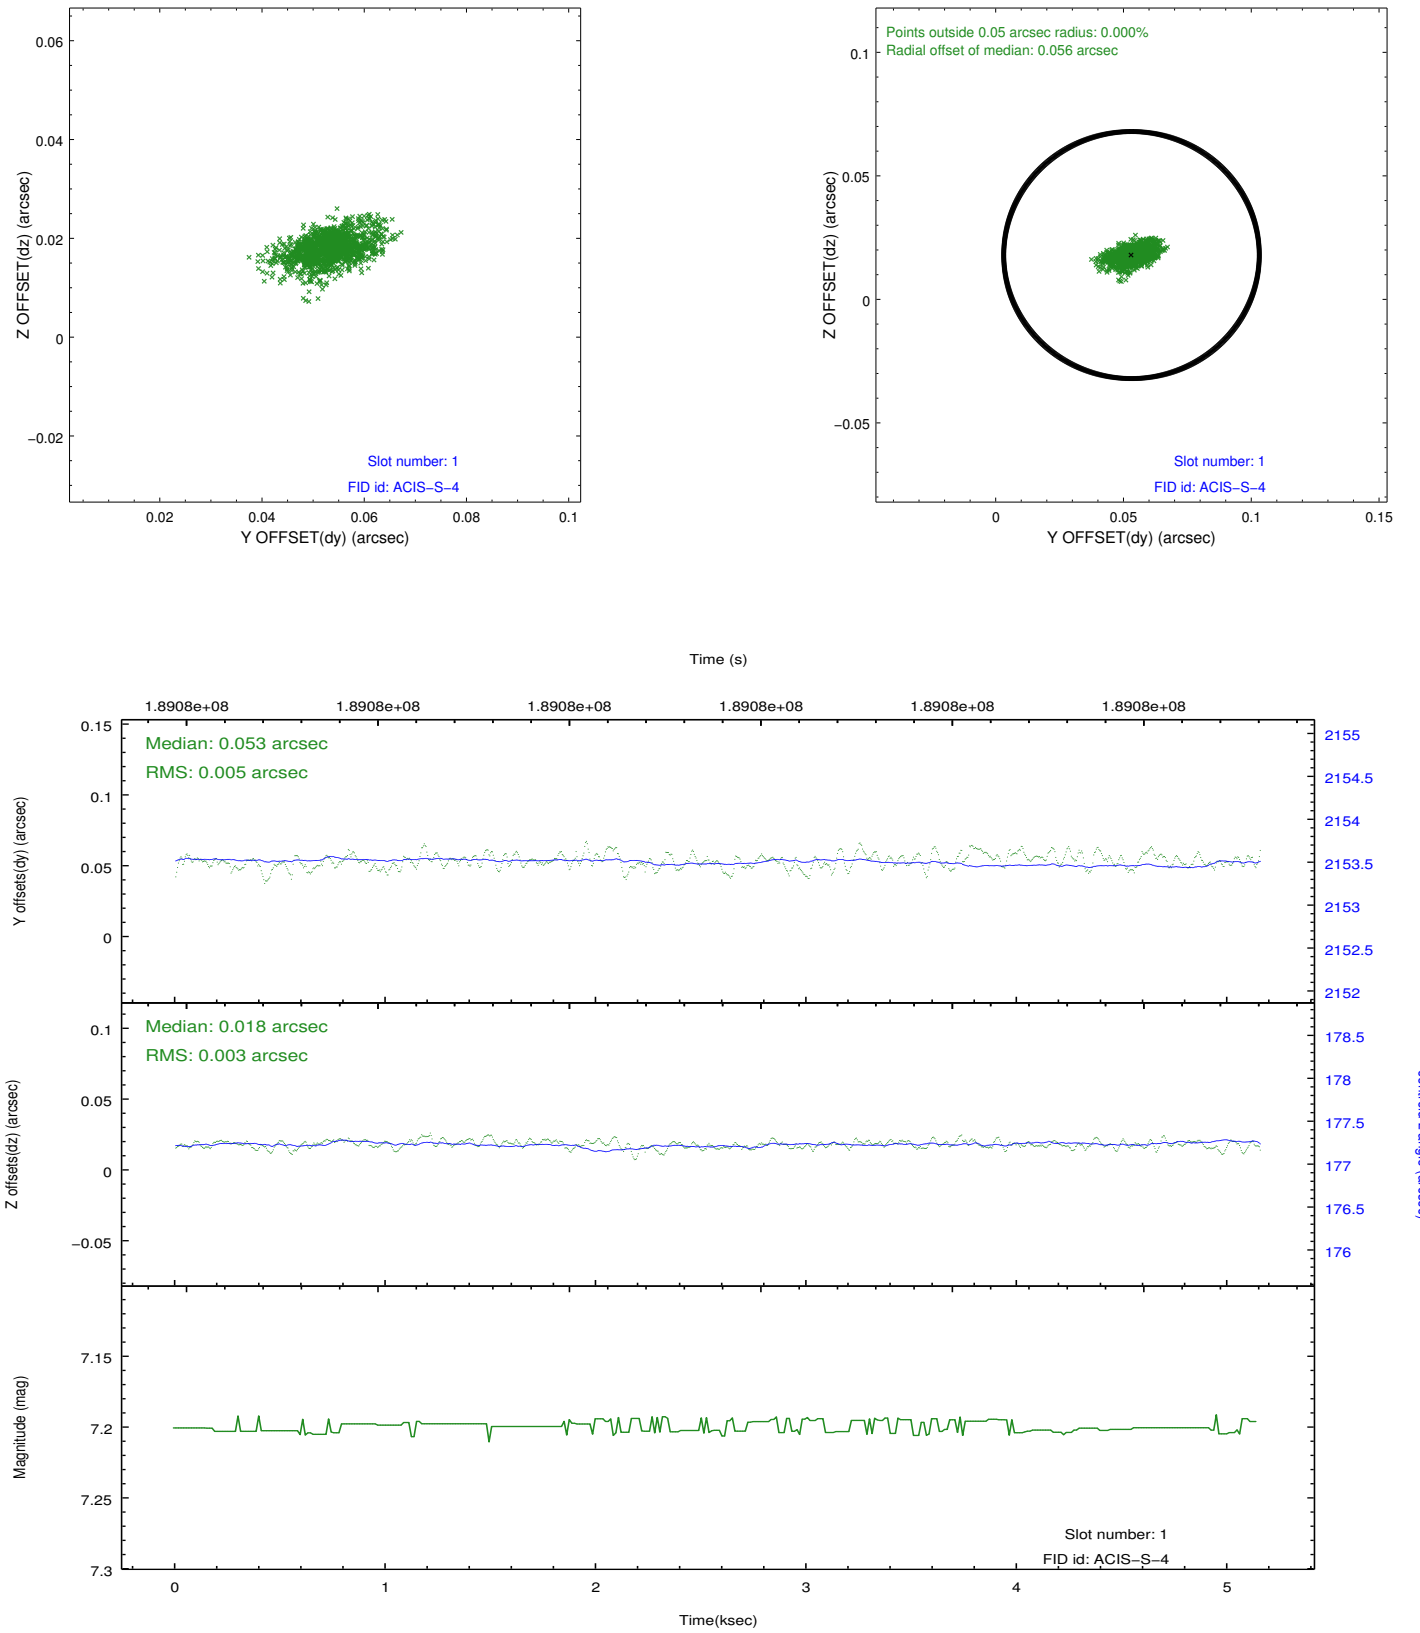 0.06
0.04
0.02
0
−0.02
Z OFFSET(dz) (arcsec)
Slot number: 1
FID id: ACIS−S−4
0.02
0.04
0.06
0.08
0.1
Y OFFSET(dy) (arcsec)
Points outside 0.05 arcsec radius: 0.000%
Radial offset of median: 0.056 arcsec
0.1
0.05
0
−0.05
Z OFFSET(dz) (arcsec)
Slot number: 1
FID id: ACIS−S−4
0
0.05
0.1
0.15
Y OFFSET(dy) (arcsec)
Time (s)
1.8908e+08
1.8908e+08
1.8908e+08
1.8908e+08
1.8908e+08
1.8908e+08
Median: 0.053 arcsec
RMS: 0.005 arcsec
0.15
0.1
0.05
0
Y offsets(dy) (arcsec)
2155
2154.5
2154
2153.5
2153
2152.5
2152
Median: 0.018 arcsec
RMS: 0.003 arcsec
0.1
0.05
0
−0.05
Z offsets(dz) (arcsec)
178.5
178
177.5
177
176.5
176
7.15
7.2
7.25
7.3
Magnitude (mag)
Slot number: 1
FID id: ACIS−S−4
0
1
2
3
4
5
Time(ksec)